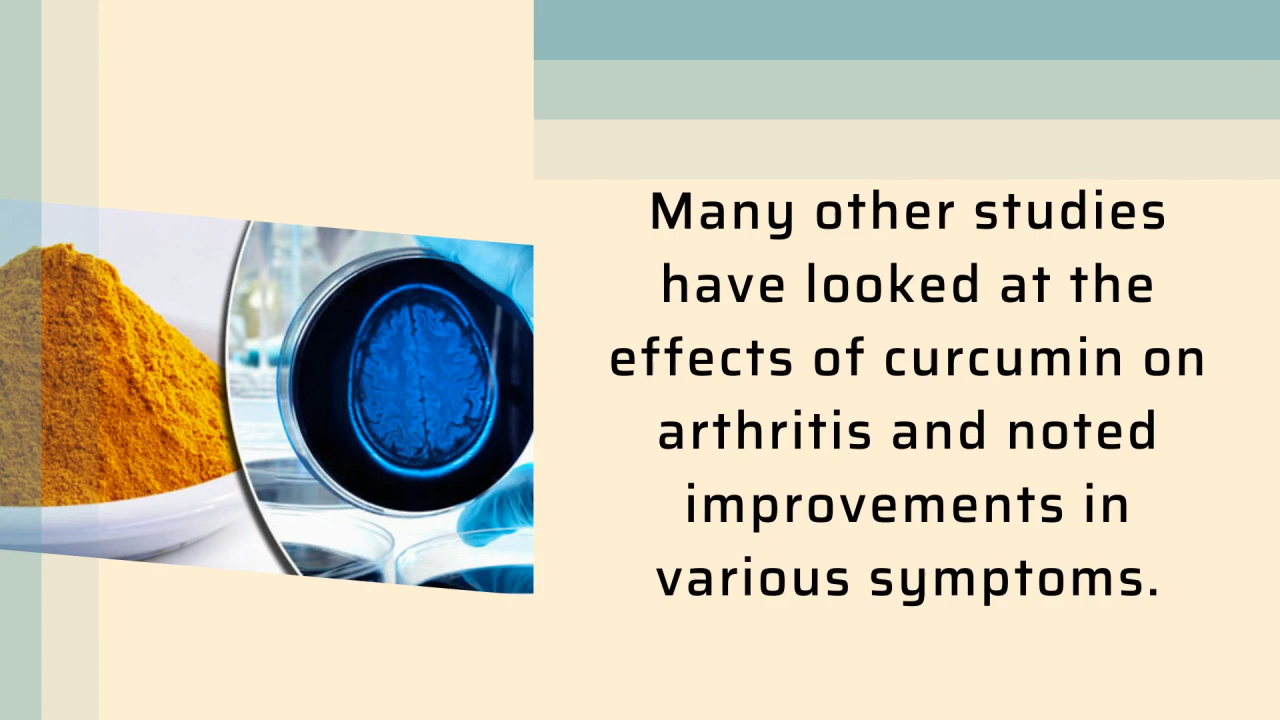 Many other studies
have looked at the
effects of curcumin on
arthritis and noted
improvements in
various symptoms.